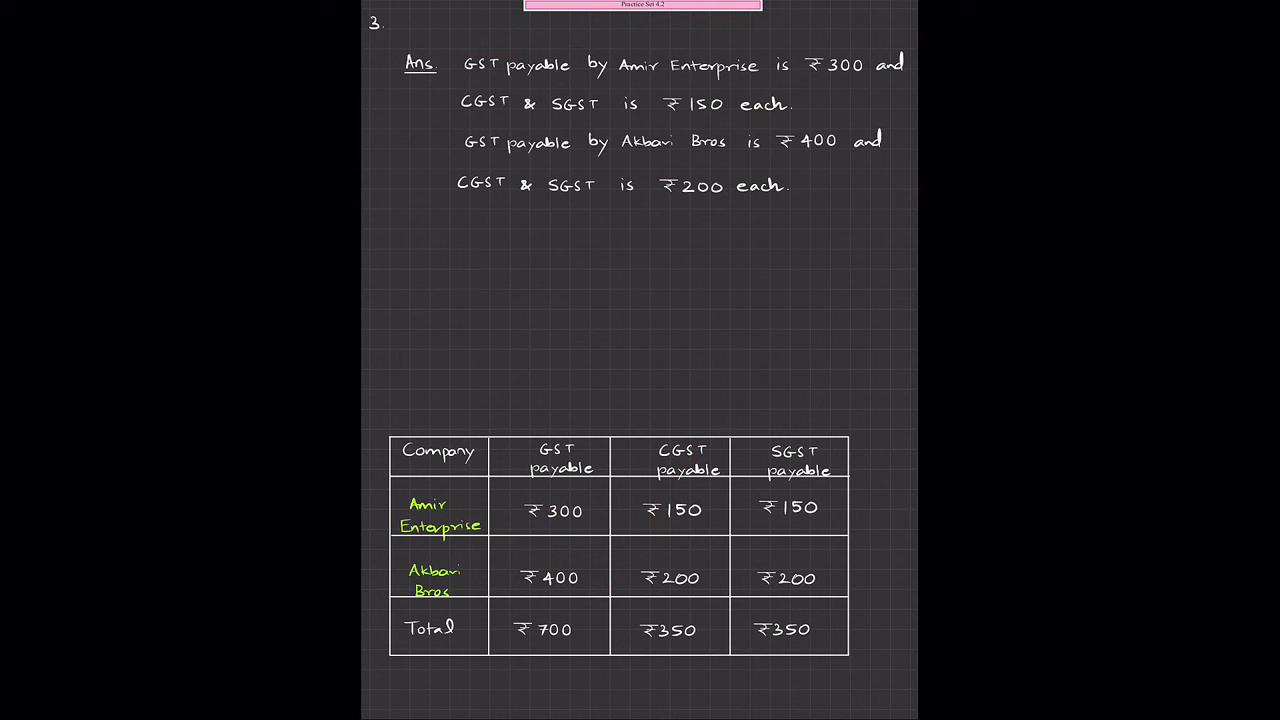 Practice Set 4.2
3.
Ans. GST payable by Amir Enterprise is ₹300 and
CGST & SGST is ₹150 each.
GST payable by Akbari Bros is ₹400 and
CGST & SGST is ₹200 each.
Company GST payable CGST payable SGST payable
Amir Enterprise ₹300 ₹150 ₹150
Akbari Bros ₹400 ₹200 ₹200
Total ₹700 ₹350 ₹350